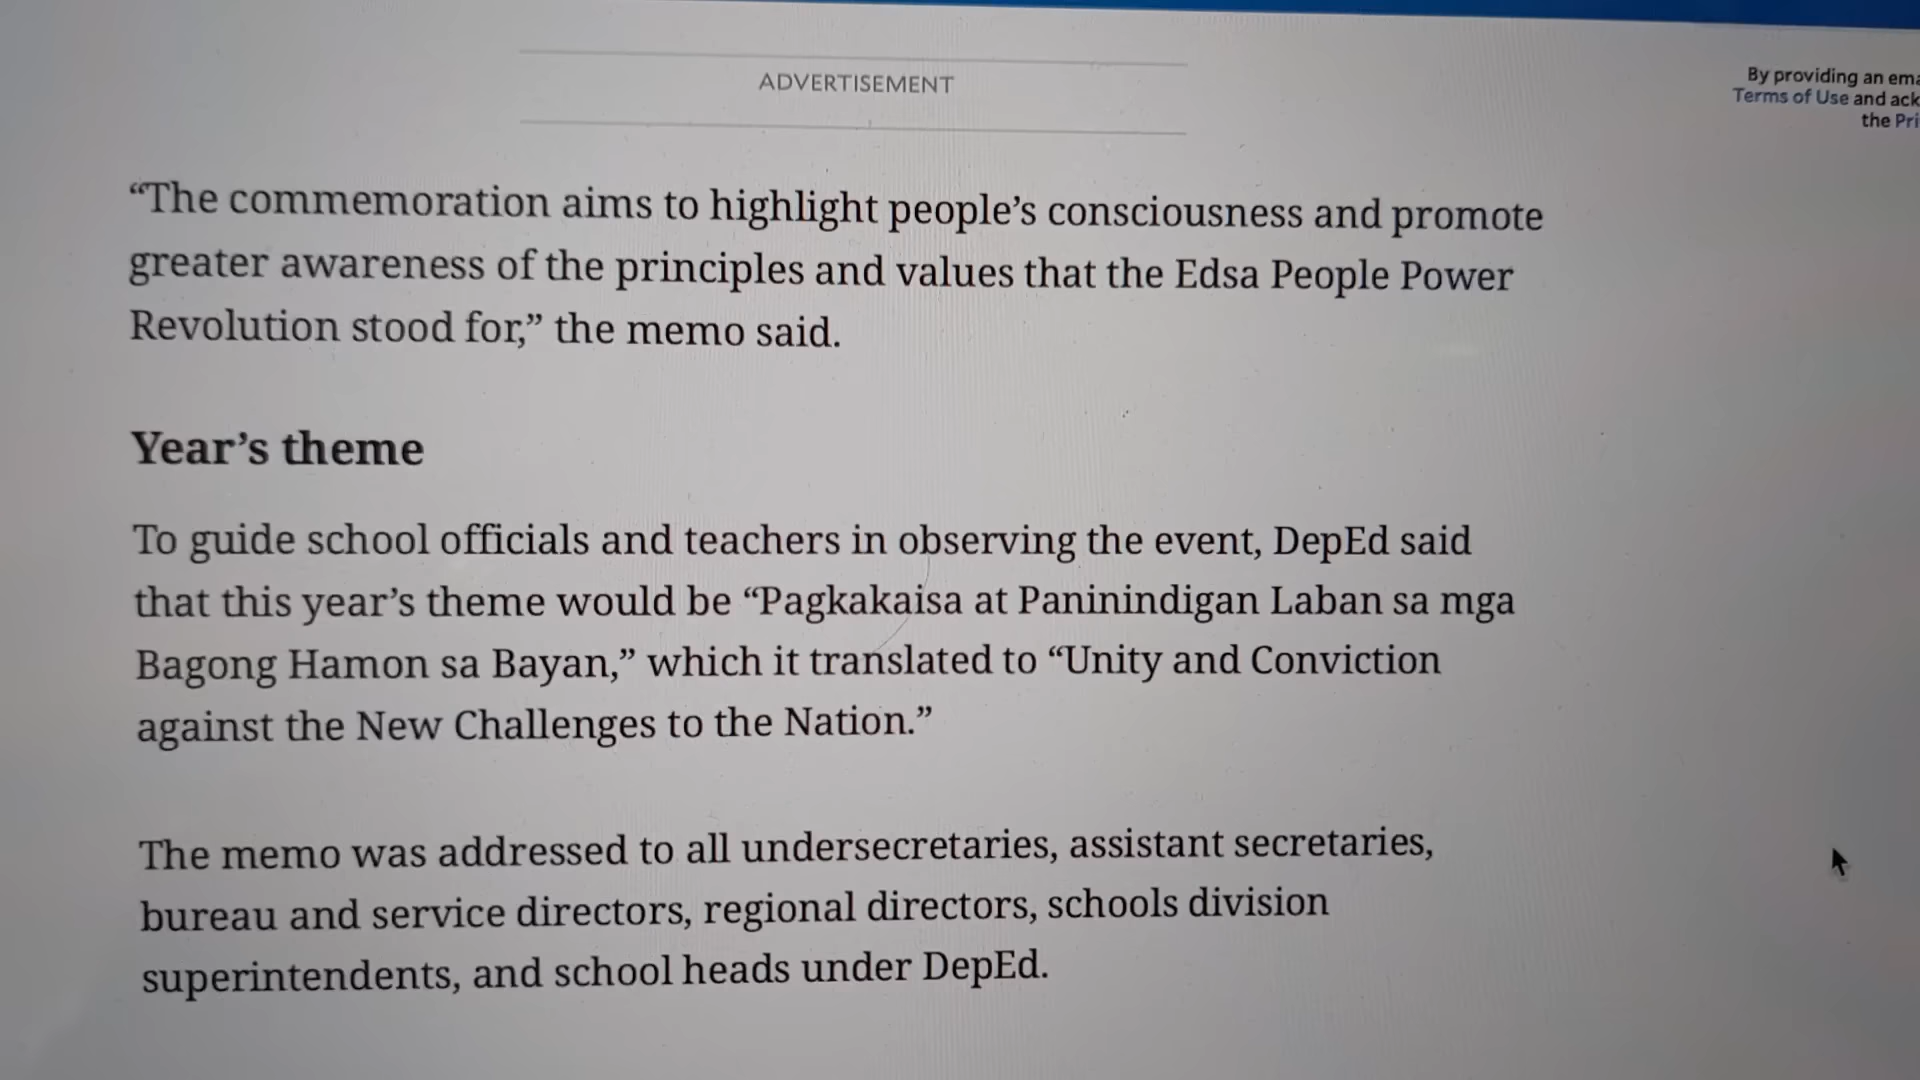 ADVERTISEMENT
By providing an
Terms of Use and
the
“The commemoration aims to highlight people’s consciousness and promote
greater awareness of the principles and values that the Edsa People Power
Revolution stood for,” the memo said.
Year’s theme
To guide school officials and teachers in observing the event, DepEd said
that this year’s theme would be “Pagkakaisa at Paninindigan Laban sa mga
Bagong Hamon sa Bayan,” which it translated to “Unity and Conviction
against the New Challenges to the Nation.”
The memo was addressed to all undersecretaries, assistant secretaries,
bureau and service directors, regional directors, schools division
superintendents, and school heads under DepEd.